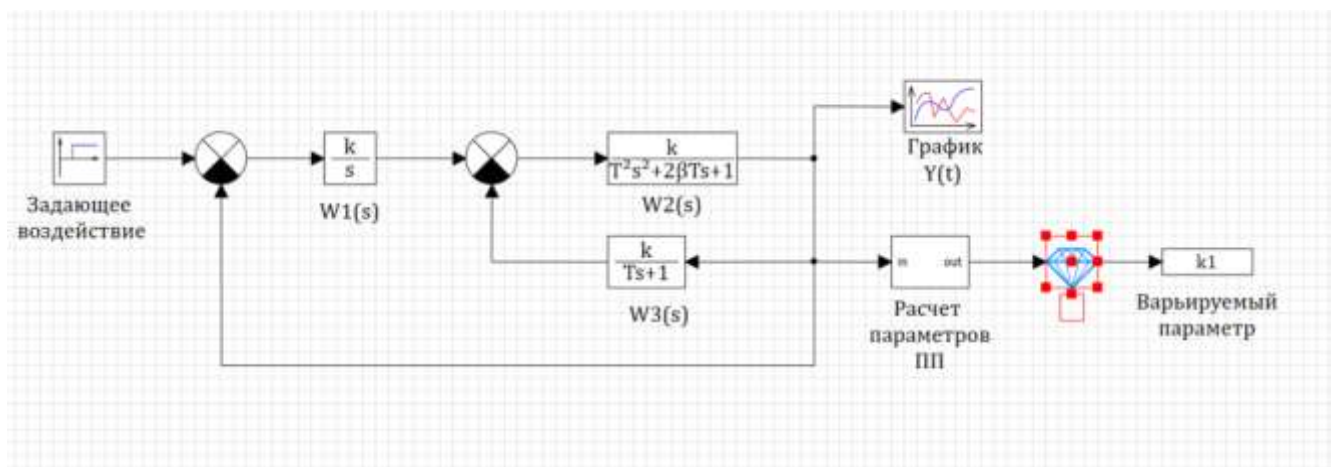 График
Y(t)
k
s
W1(s)
k
T²s²+2βTs+1
W2(s)
Задающее
воздействие
k
Ts+1
W3(s)
in out
Расчет
параметров
ПП
k1
Варьируемый
параметр